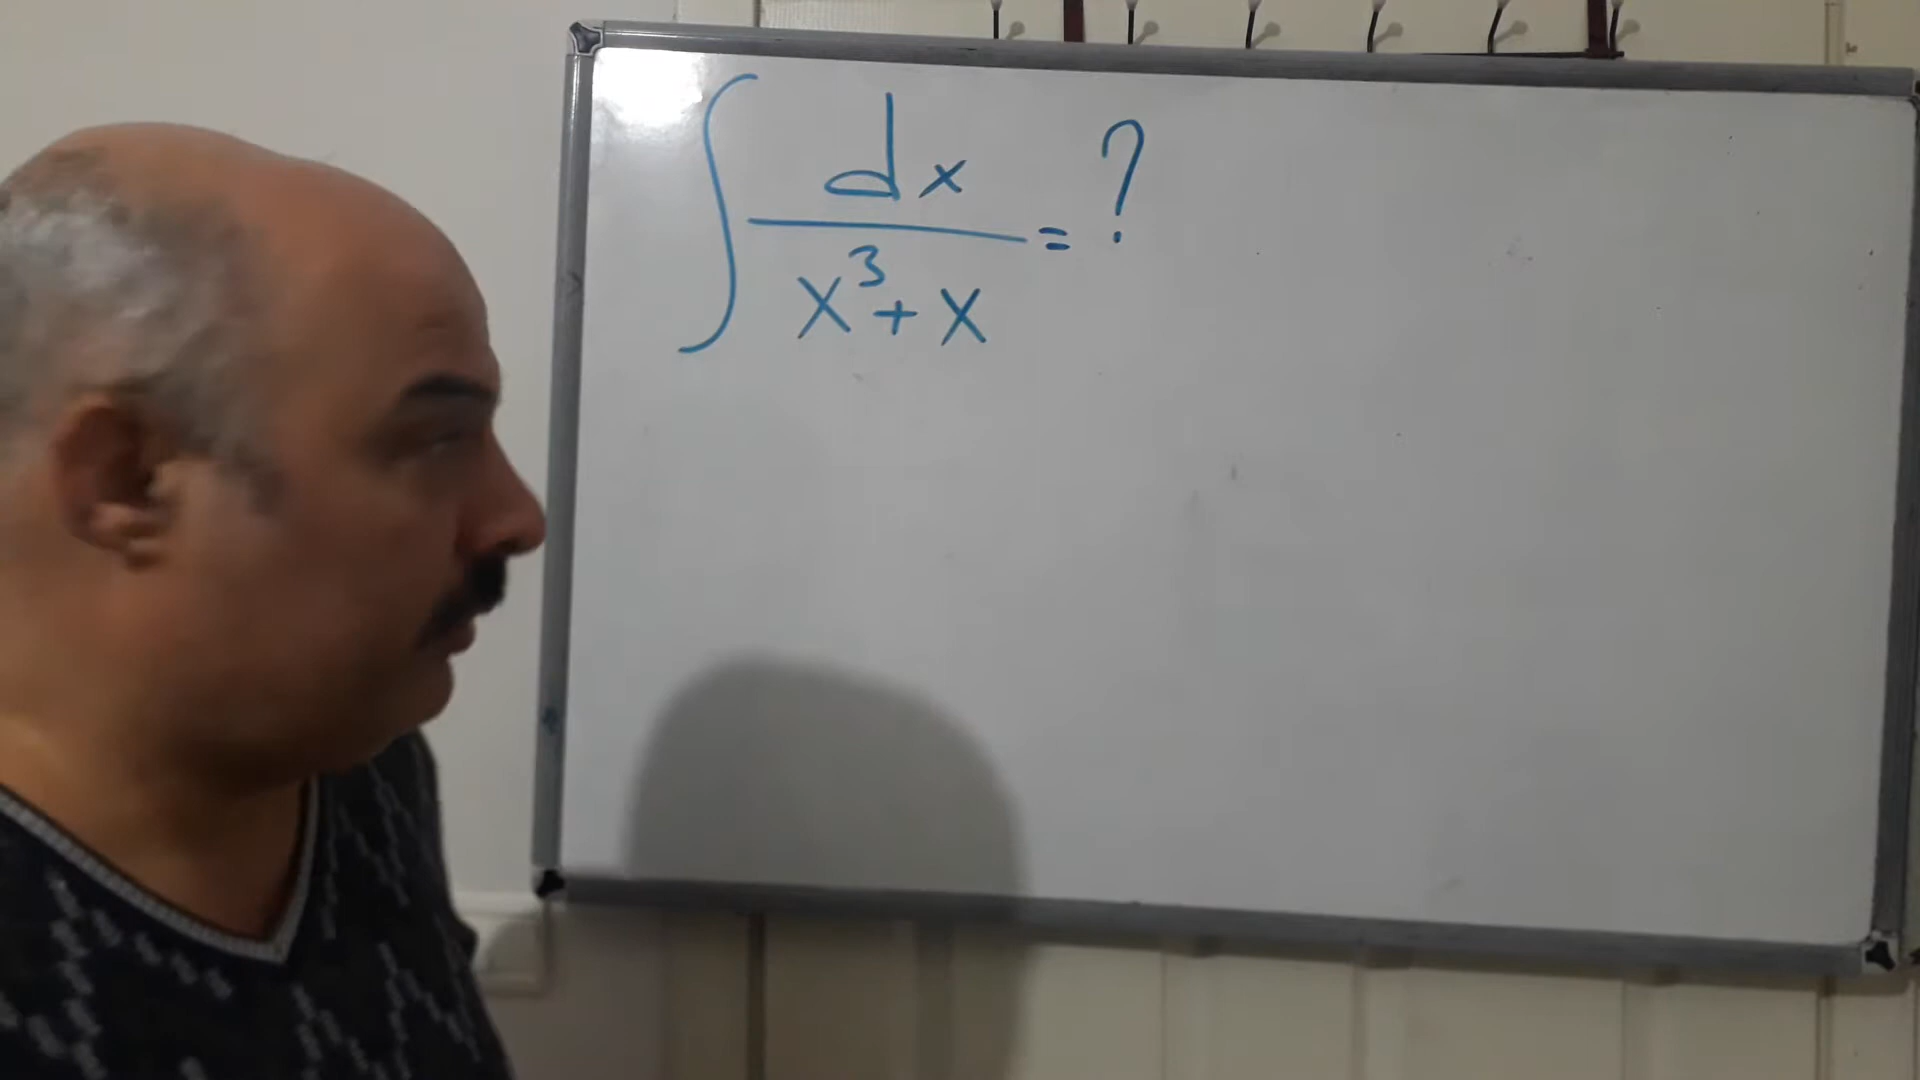 ∫ dx / (x³ + x) = ?